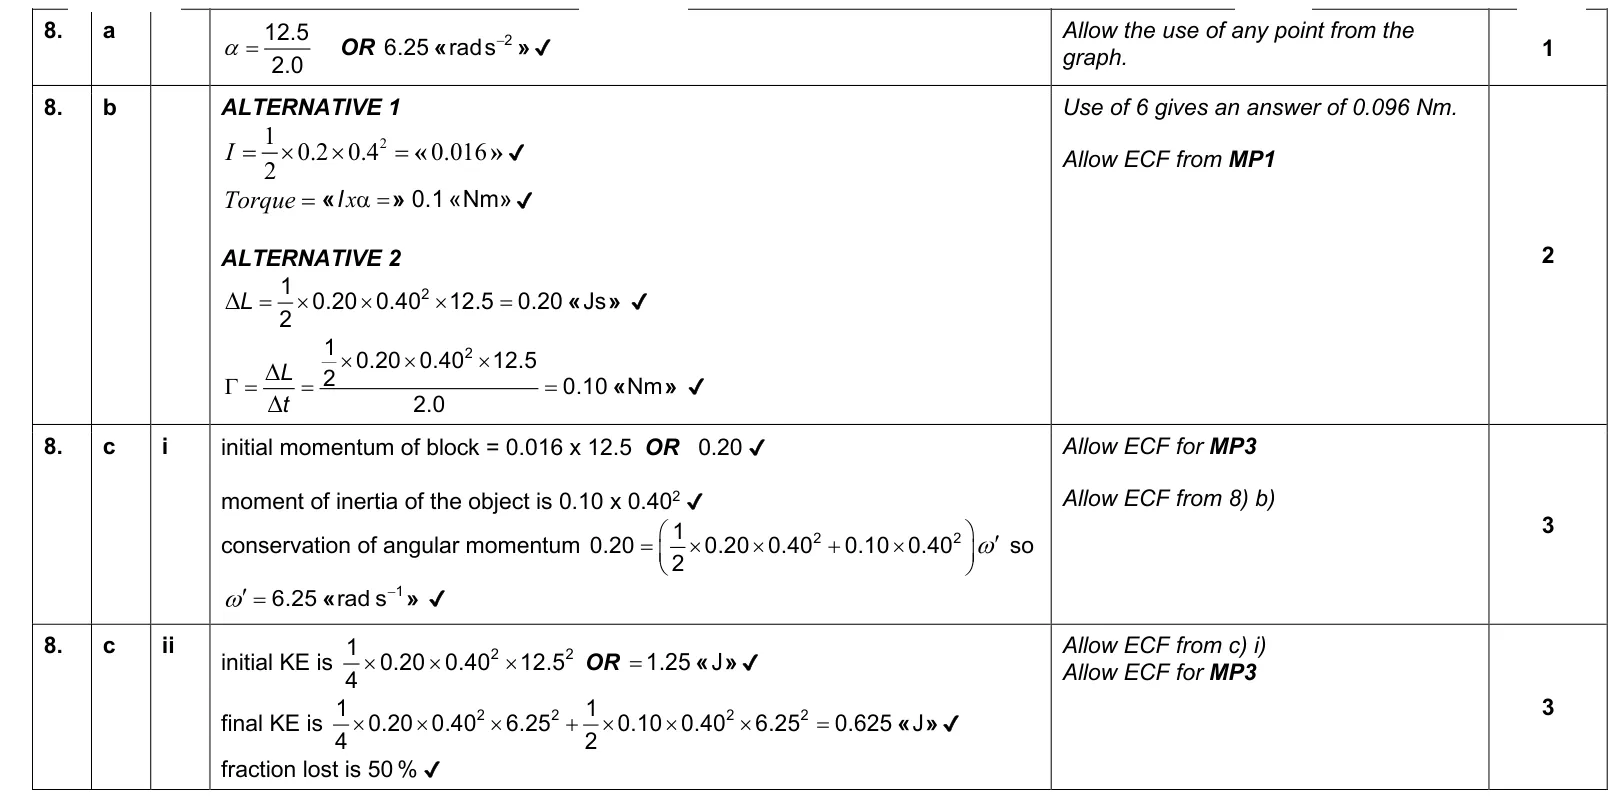 8. a α = 12.5/2.0 OR 6.25 «rad s⁻²» ✔ Allow the use of any point from the graph. 1
8. b ALTERNATIVE 1 Use of 6 gives an answer of 0.096 Nm.
I = 1/2 × 0.2 × 0.4² = «0.016» ✔ Allow ECF from MP1
Torque = «Ixα =» 0.1 «Nm» ✔
ALTERNATIVE 2 2
ΔL = 1/2 × 0.20 × 0.40² × 12.5 = 0.20 «Js» ✔
Γ = ΔL/Δt = (1/2 × 0.20 × 0.40² × 12.5)/2.0 = 0.10 «Nm» ✔
8. c i initial momentum of block = 0.016 x 12.5 OR 0.20 ✔ Allow ECF for MP3
moment of inertia of the object is 0.10 x 0.40² ✔ Allow ECF from 8) b)
conservation of angular momentum 0.20 = (1/2 × 0.20 × 0.40² + 0.10 × 0.40²) ω′ so 3
ω′ = 6.25 «rad s⁻¹» ✔
8. c ii initial KE is 1/4 × 0.20 × 0.40² × 12.5² OR = 1.25 «J» ✔ Allow ECF from c) i)
Allow ECF for MP3
final KE is 1/4 × 0.20 × 0.40² × 6.25² + 1/2 × 0.10 × 0.40² × 6.25² = 0.625 «J» ✔ 3
fraction lost is 50 % ✔